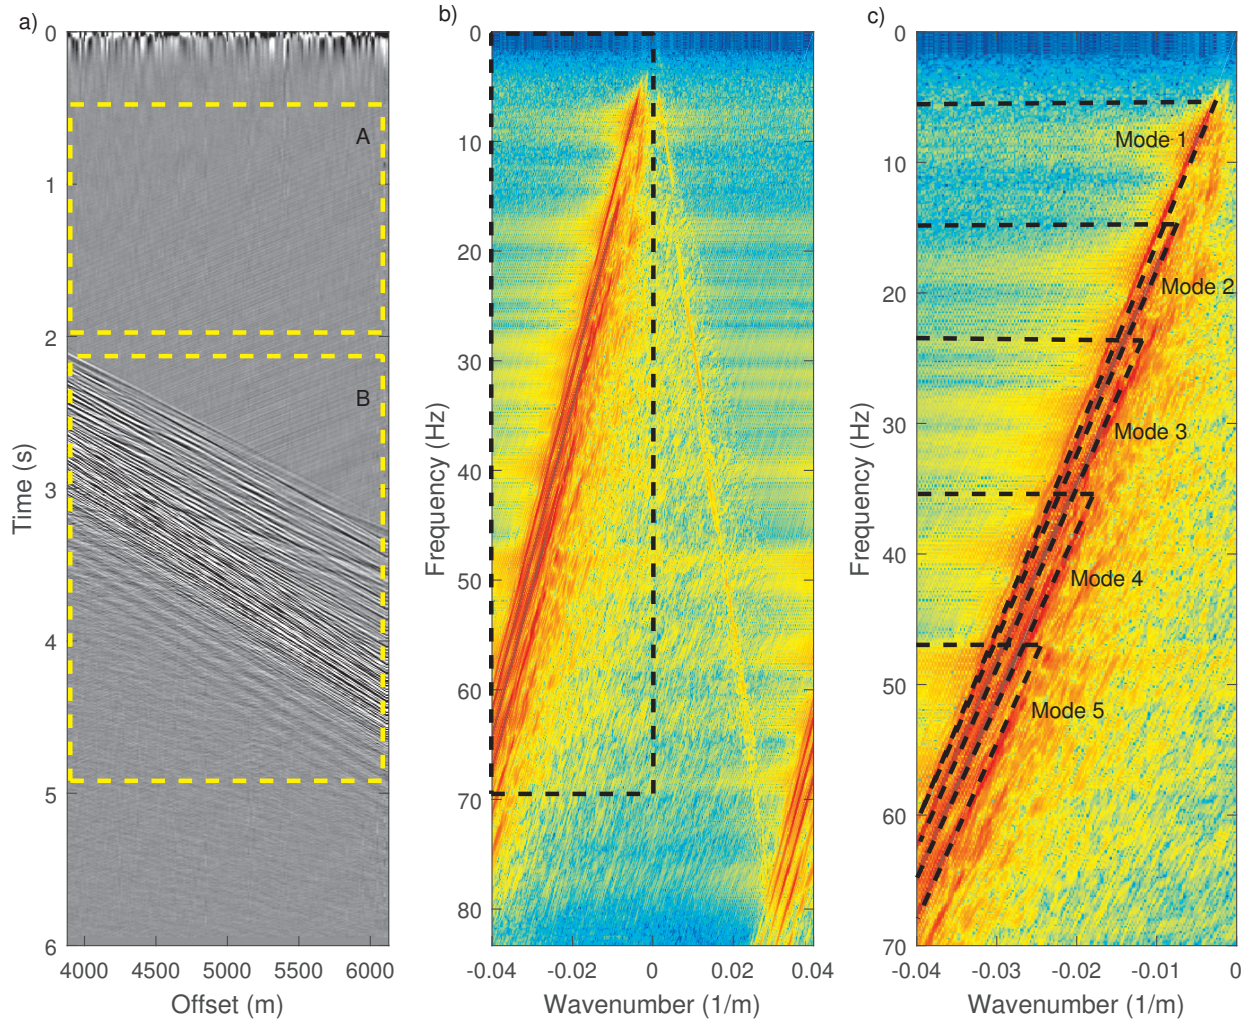 a)
0
1
2
3
4
5
6
Time (s)
A
B
4000 4500 5000 5500 6000
Offset (m)
b)
0
10
20
30
40
50
60
70
80
Frequency (Hz)
-0.04 -0.02 0 0.02 0.04
Wavenumber (1/m)
c)
0
10
20
30
40
50
60
70
Frequency (Hz)
Mode 1
Mode 2
Mode 3
Mode 4
Mode 5
-0.04 -0.03 -0.02 -0.01 0
Wavenumber (1/m)